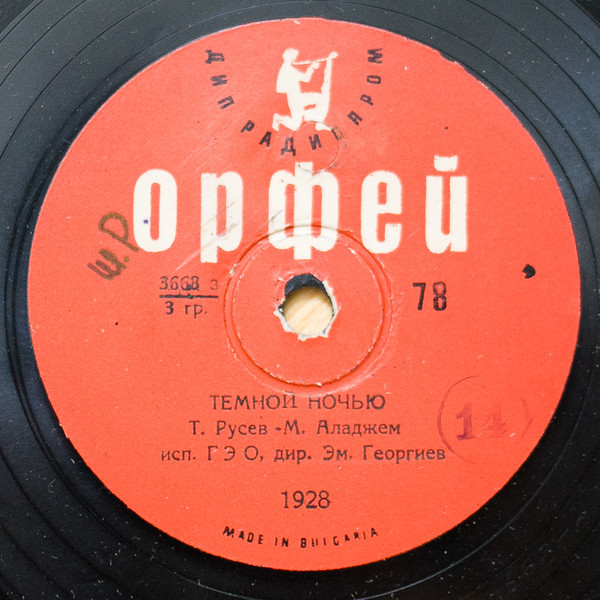 ДИП РАДИОПРОМ
орфей
Ш.Р
3668 з
3 гр.
78
ТЕМНОЙ НОЧЬЮ
Т. Русев -М. Аладжем
исп. ГЭО, дир. Эм. Георгиев
14
1928
MADE IN BULGARIA